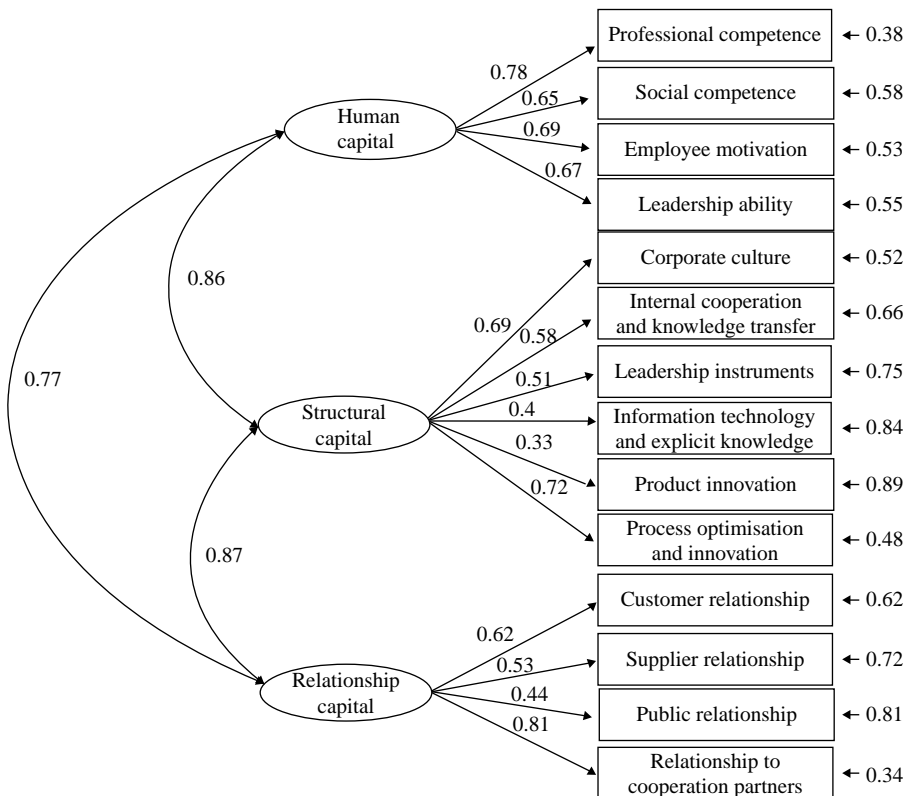 Professional competence
0.38
0.78
Social competence
0.58
0.65
Human
capital
0.69
Employee motivation
0.53
0.67
Leadership ability
0.55
Corporate culture
0.52
0.86
Internal cooperation
and knowledge transfer
0.66
0.69
0.58
0.77
Leadership instruments
0.75
0.51
Structural
capital
0.4
Information technology
and explicit knowledge
0.84
0.33
Product innovation
0.89
0.72
Process optimisation
and innovation
0.48
0.87
Customer relationship
0.62
0.62
Supplier relationship
0.72
0.53
Relationship
capital
0.44
Public relationship
0.81
0.81
Relationship to
cooperation partners
0.34